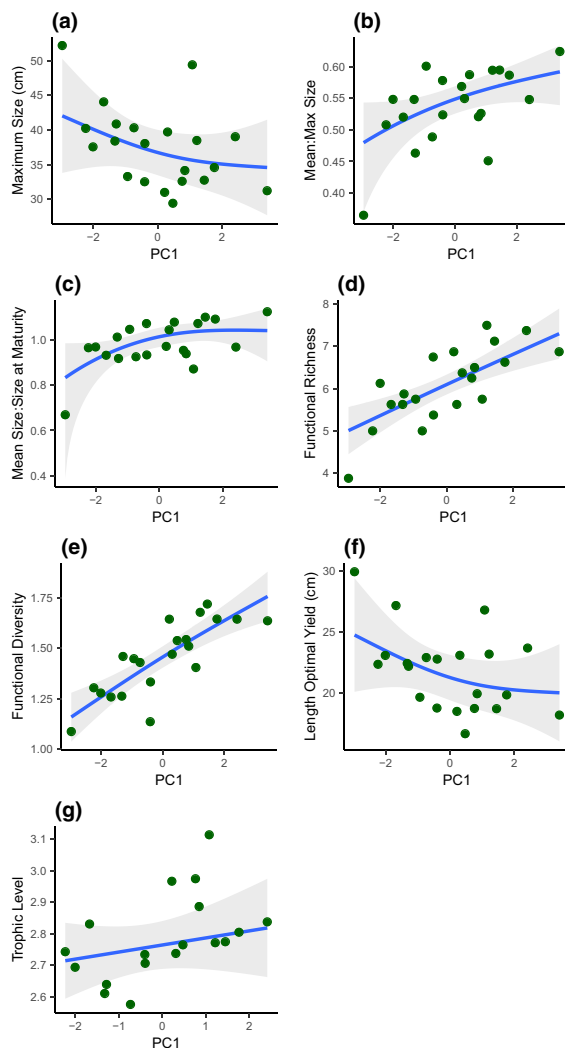 (a)
Maximum Size (cm)
50
45
40
35
30
−2
0
2
PC1
(b)
Mean:Max Size
0.60
0.55
0.50
0.45
0.40
−2
0
2
PC1
(c)
Mean Size:Size at Maturity
1.0
0.8
0.6
0.4
−2
0
2
PC1
(d)
Functional Richness
8
7
6
5
4
−2
0
2
PC1
(e)
Functional Diversity
1.75
1.50
1.25
1.00
−2
0
2
PC1
(f)
Length Optimal Yield (cm)
30
25
20
−2
0
2
PC1
(g)
Trophic Level
3.1
3.0
2.9
2.8
2.7
2.6
−2
−1
0
1
2
PC1